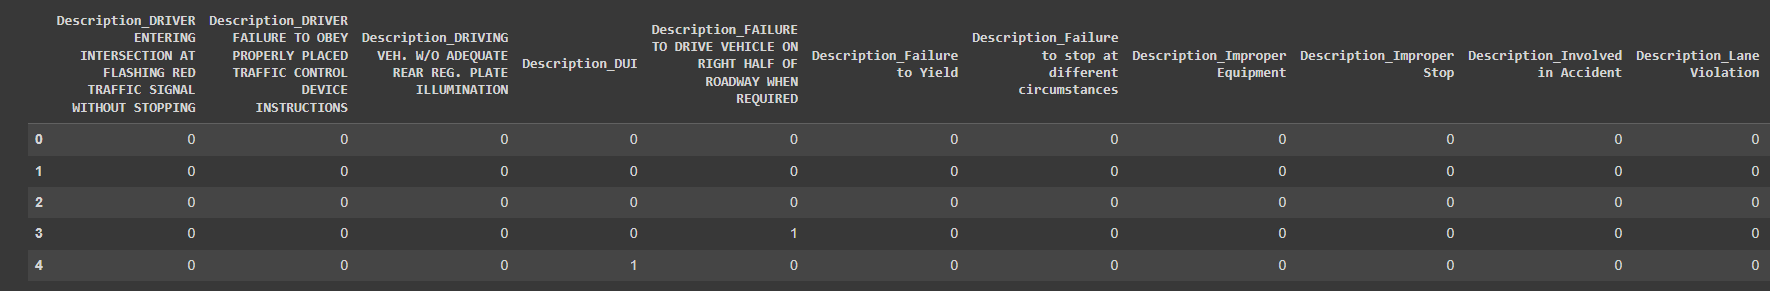 Description_DRIVER ENTERING INTERSECTION AT FLASHING RED TRAFFIC SIGNAL WITHOUT STOPPING
Description_DRIVER FAILURE TO OBEY PROPERLY PLACED TRAFFIC CONTROL DEVICE INSTRUCTIONS
Description_DRIVING VEH. W/O ADEQUATE REAR REG. PLATE ILLUMINATION
Description_DUI
Description_FAILURE TO DRIVE VEHICLE ON RIGHT HALF OF ROADWAY WHEN REQUIRED
Description_Failure to Yield
Description_Failure to stop at different circumstances
Description_Improper Equipment
Description_Improper Stop
Description_Involved in Accident
Description_Lane Violation
0 0 0 0 0 0 0 0 0 0 0 0
1 0 0 0 0 0 0 0 0 0 0 0
2 0 0 0 0 0 0 0 0 0 0 0
3 0 0 0 0 1 0 0 0 0 0 0
4 0 0 0 1 0 0 0 0 0 0 0